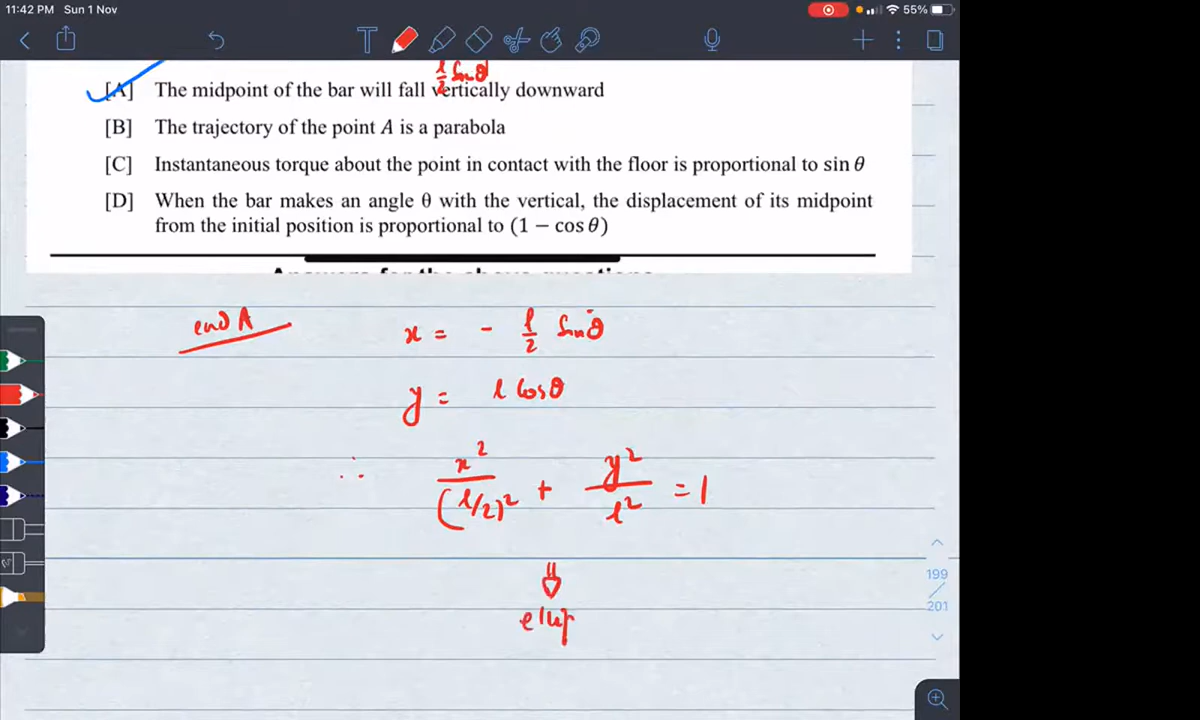 11:42 PM Sun 1 Nov 55%
l/2 Sinθ
[A] The midpoint of the bar will fall vertically downward
[B] The trajectory of the point A is a parabola
[C] Instantaneous torque about the point in contact with the floor is proportional to sin θ
[D] When the bar makes an angle θ with the vertical, the displacement of its midpoint
from the initial position is proportional to (1 − cos θ)
end A
x = - l/2 Sinθ
y = l Cosθ
∴ x²/(l/2)² + y²/l² = 1
⇓
ellip
199
201